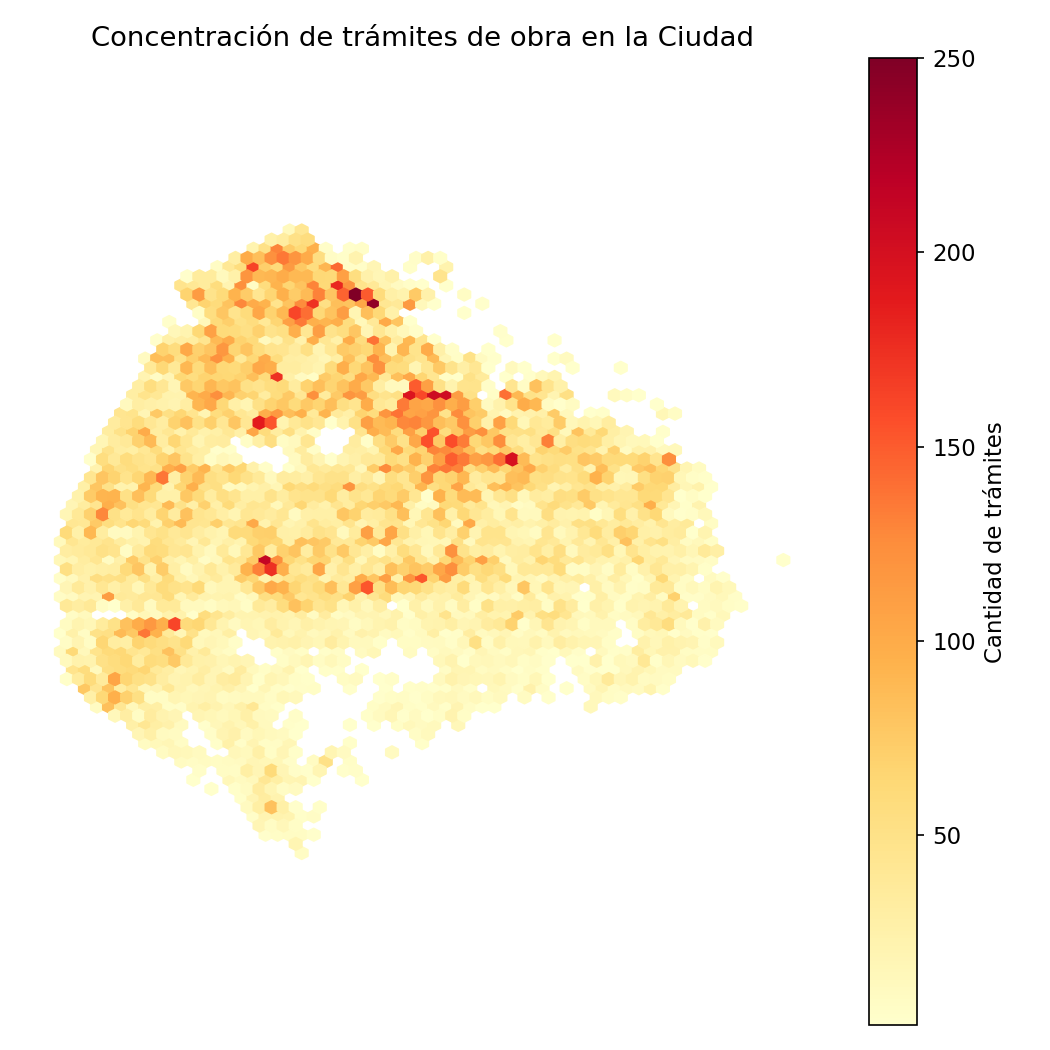 Concentración de trámites de obra en la Ciudad
250
200
150
100
50
Cantidad de trámites